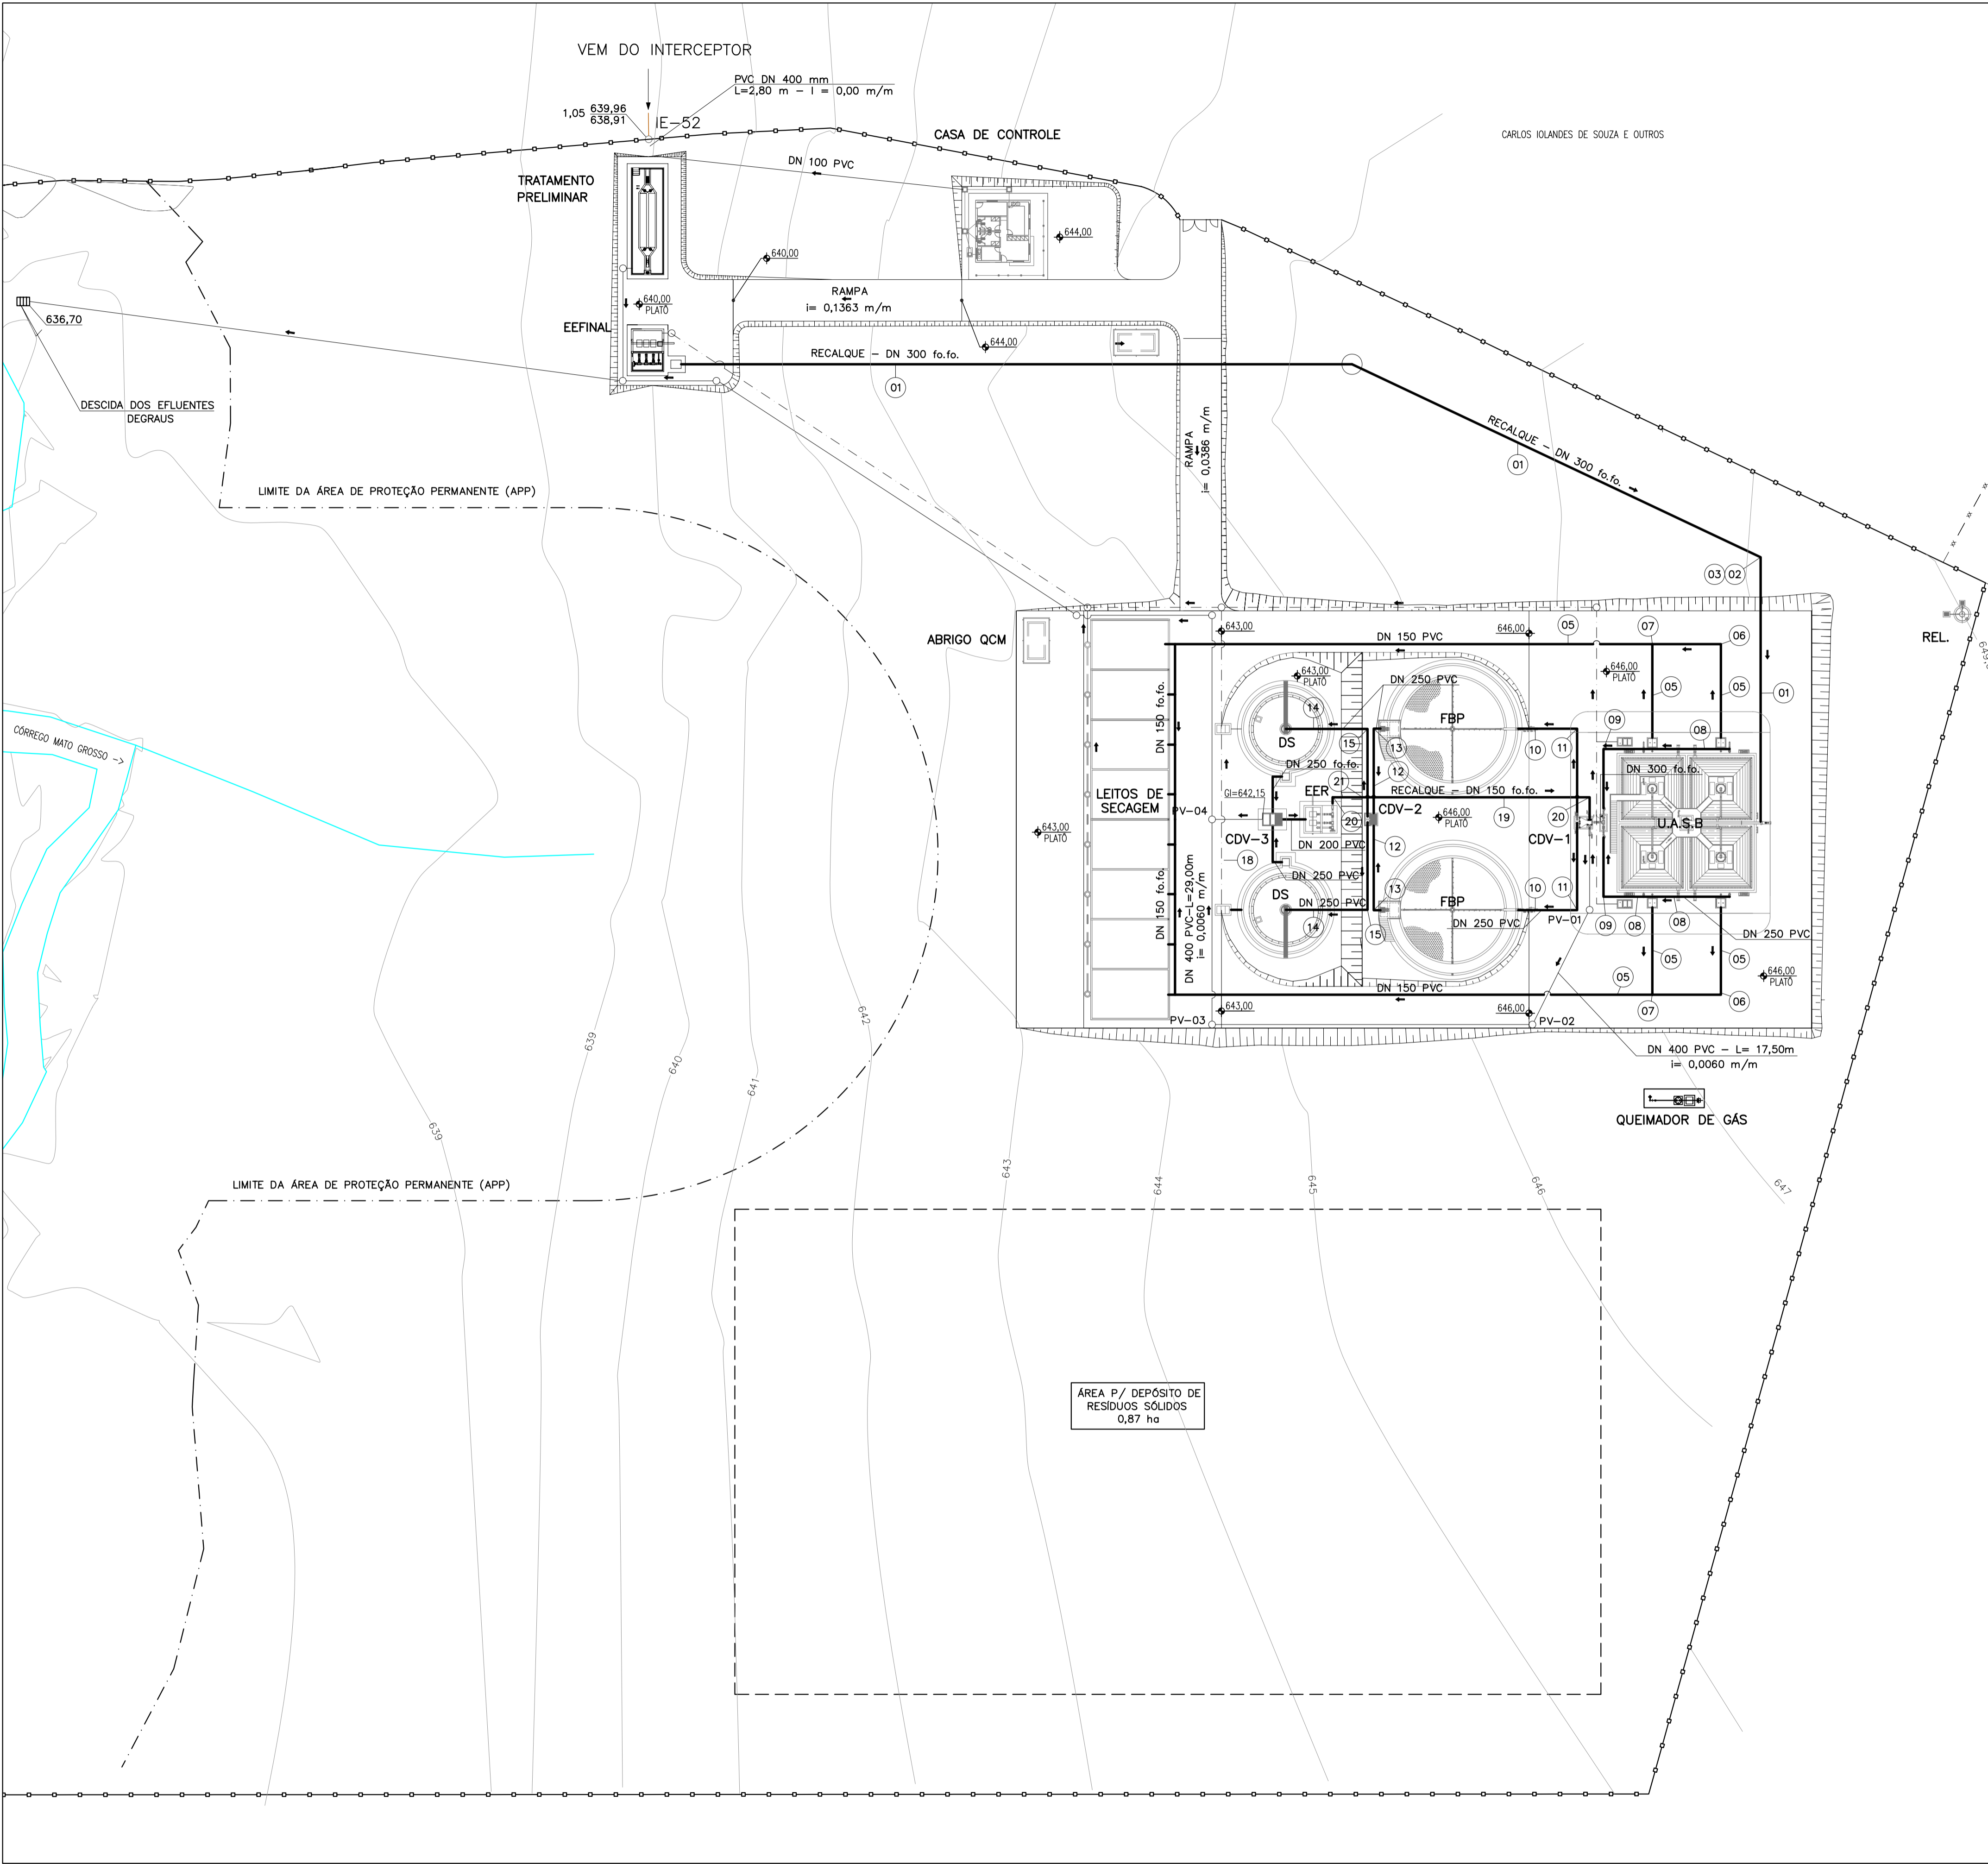 VEM DO INTERCEPTOR
PVC DN 400 mm
L=2,80 m - I = 0,00 m/m
1,05 639,96
638,91
IE-52
CASA DE CONTROLE
CARLOS IOLANDES DE SOUZA E OUTROS
DN 100 PVC
TRATAMENTO
PRELIMINAR
644,00
640,00
640,00
PLATÔ
RAMPA
i= 0,1363 m/m
636,70
EEFINAL
644,00
RECALQUE - DN 300 fo.fo.
01
DESCIDA DOS EFLUENTES
DEGRAUS
RAMPA
i= 0,0386 m/m
RECALQUE - DN 300 fo.fo.
01
LIMITE DA ÁREA DE PROTEÇÃO PERMANENTE (APP)
xx
xx
xx
03 02
REL.
ABRIGO QCM
643,00
646,00
05
07
06
DN 150 PVC
643,00
PLATÔ
646,00
PLATÔ
DN 250 PVC
05
05
01
14
FBP
09
08
DN 150 fo.fo.
DS
15
13
10
11
12
DN 250 fo.fo.
DN 300 fo.fo.
21
LEITOS DE
SECAGEM
GI=642,15
EER
RECALQUE - DN 150 fo.fo.
PV-04
CDV-2
646,00
PLATÔ
19
20
20
U.A.S.B
643,00
PLATÔ
CDV-3
CDV-1
DN 200 PVC
12
18
DN 250 PVC
DN 150 fo.fo.
DN 400 PVC-L=29,00m
i= 0,0060 m/m
DS
DN 250 PVC
13
FBP
10
11
14
15
DN 250 PVC
PV-01
09
08
08
DN 250 PVC
CÓRREGO MATO GROSSO ->
05
05
646,00
PLATÔ
05
DN 150 PVC
643,00
646,00
07
06
PV-03
PV-02
DN 400 PVC - L= 17,50m
i= 0,0060 m/m
QUEIMADOR DE GÁS
642
639
640
641
639
643
644
645
646
647
LIMITE DA ÁREA DE PROTEÇÃO PERMANENTE (APP)
ÁREA P/ DEPÓSITO DE
RESÍDUOS SÓLIDOS
0,87 ha